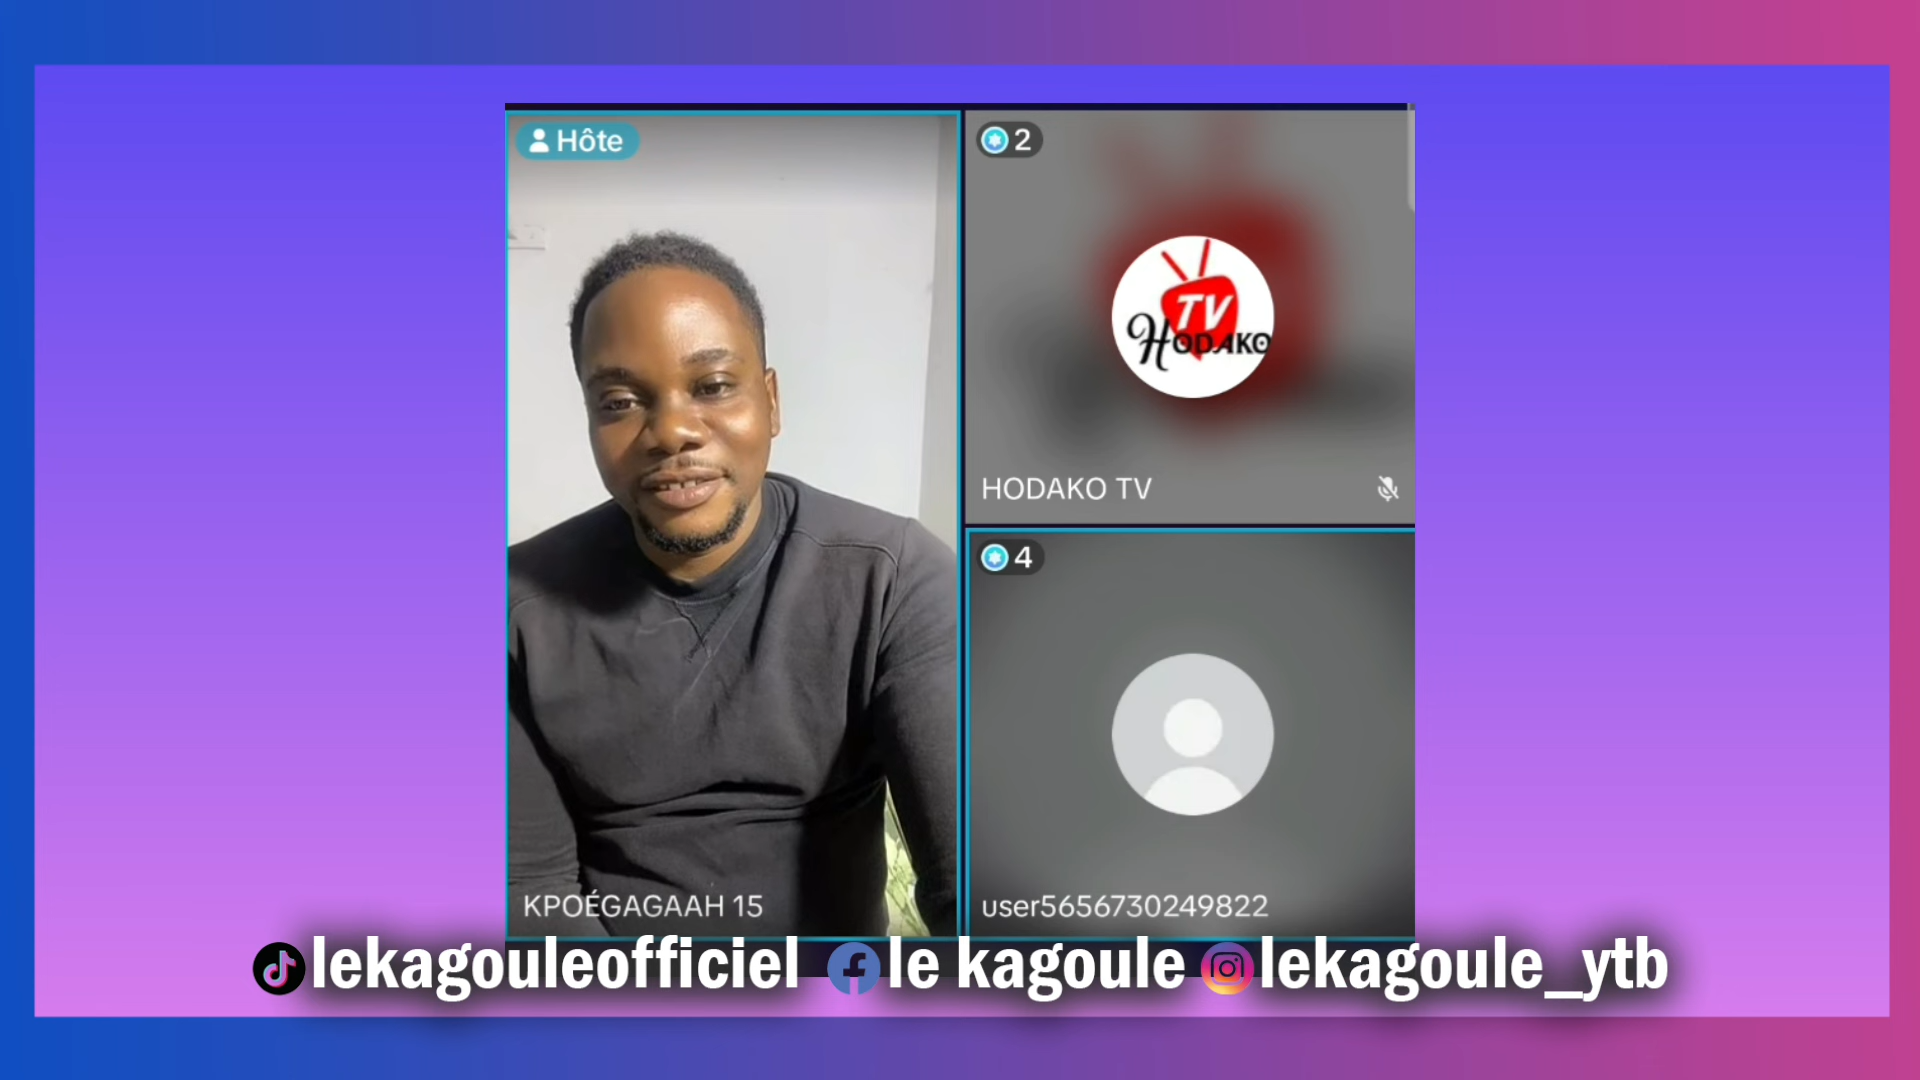 Hôte
KPOÉGAGAAH 15
2
TV
HODAKO
HODAKO TV
4
user5656730249822
lekagouleofficiel le kagoule lekagoule_ytb